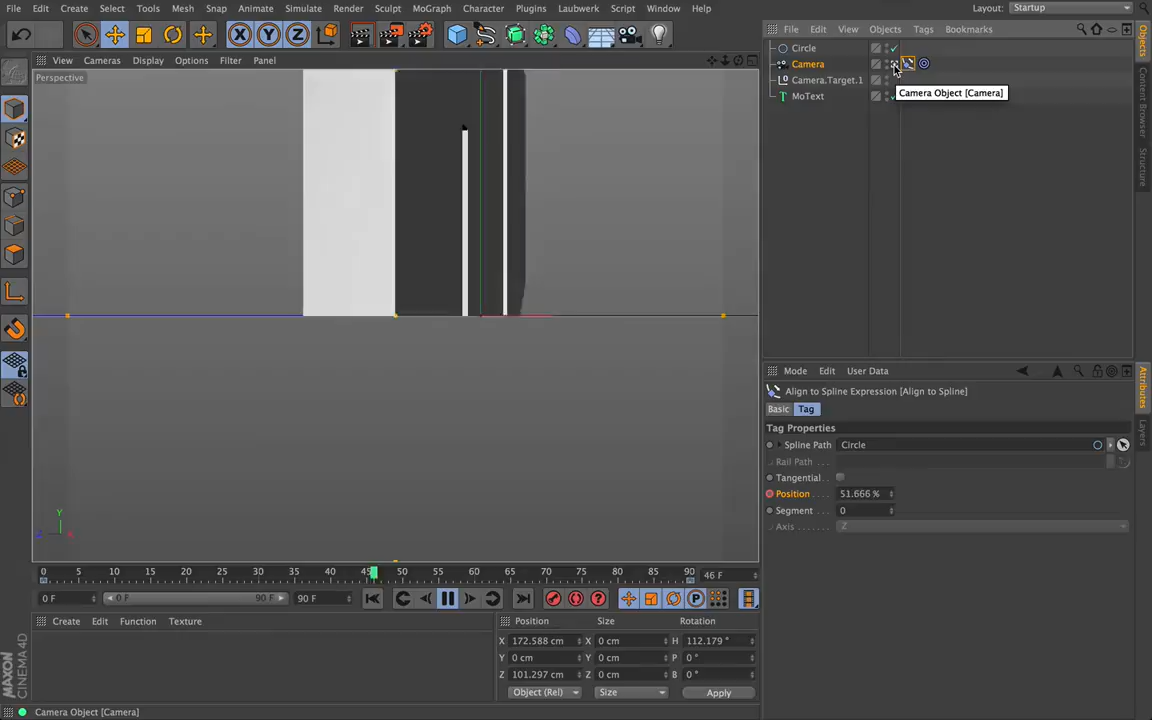 File Edit Create Select Tools Mesh Snap Animate Simulate Render Sculpt MoGraph Character Plugins Laubwerk Script Window Help
Layout: Startup
X Y Z
File Edit View Objects Tags Bookmarks
View Cameras Display Options Filter Panel
Perspective
Circle
Camera
Camera.Target.1
MoText
Camera Object [Camera]
Objects
Content Browser
Structure
Mode Edit User Data
Align to Spline Expression [Align to Spline]
Basic Tag
Tag Properties
Spline Path Circle
Rail Path . . .
Tangential . .
Position . . . . 51.666 %
Segment . . . 0
Axis . . . . . . . Z
Attributes
Layers
Y
Z X
0 5 10 15 20 25 30 35 40 45 50 55 60 65 70 75 80 85 90 46 F
0 F 0 F 90 F 90 F
Create Edit Function Texture
Position Size Rotation
X 172.588 cm X 0 cm H 112.179 °
Y 0 cm Y 0 cm P 0 °
Z 101.297 cm Z 0 cm B 0 °
Object (Rel) Size Apply
MAXON
CINEMA 4D
Camera Object [Camera]